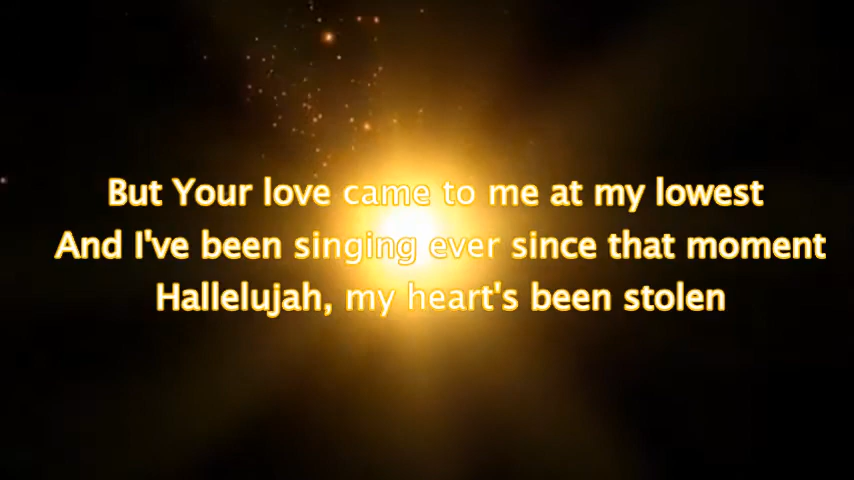 But Your love came to me at my lowest
And I've been singing ever since that moment
Hallelujah, my heart's been stolen